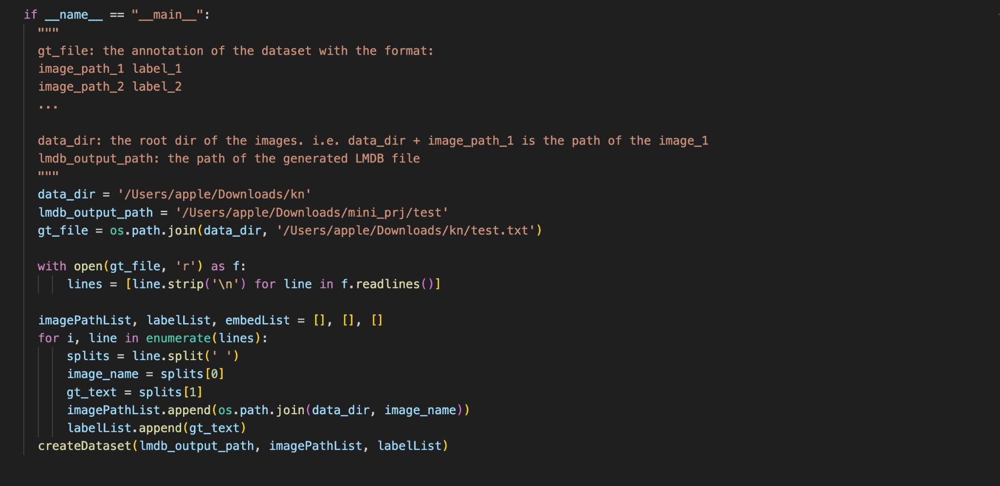 if __name__ == "__main__":
"""
gt_file: the annotation of the dataset with the format:
image_path_1 label_1
image_path_2 label_2
...
data_dir: the root dir of the images. i.e. data_dir + image_path_1 is the path of the image_1
lmdb_output_path: the path of the generated LMDB file
"""
data_dir = '/Users/apple/Downloads/kn'
lmdb_output_path = '/Users/apple/Downloads/mini_prj/test'
gt_file = os.path.join(data_dir, '/Users/apple/Downloads/kn/test.txt')
with open(gt_file, 'r') as f:
lines = [line.strip('\n') for line in f.readlines()]
imagePathList, labelList, embedList = [], [], []
for i, line in enumerate(lines):
splits = line.split(' ')
image_name = splits[0]
gt_text = splits[1]
imagePathList.append(os.path.join(data_dir, image_name))
labelList.append(gt_text)
createDataset(lmdb_output_path, imagePathList, labelList)